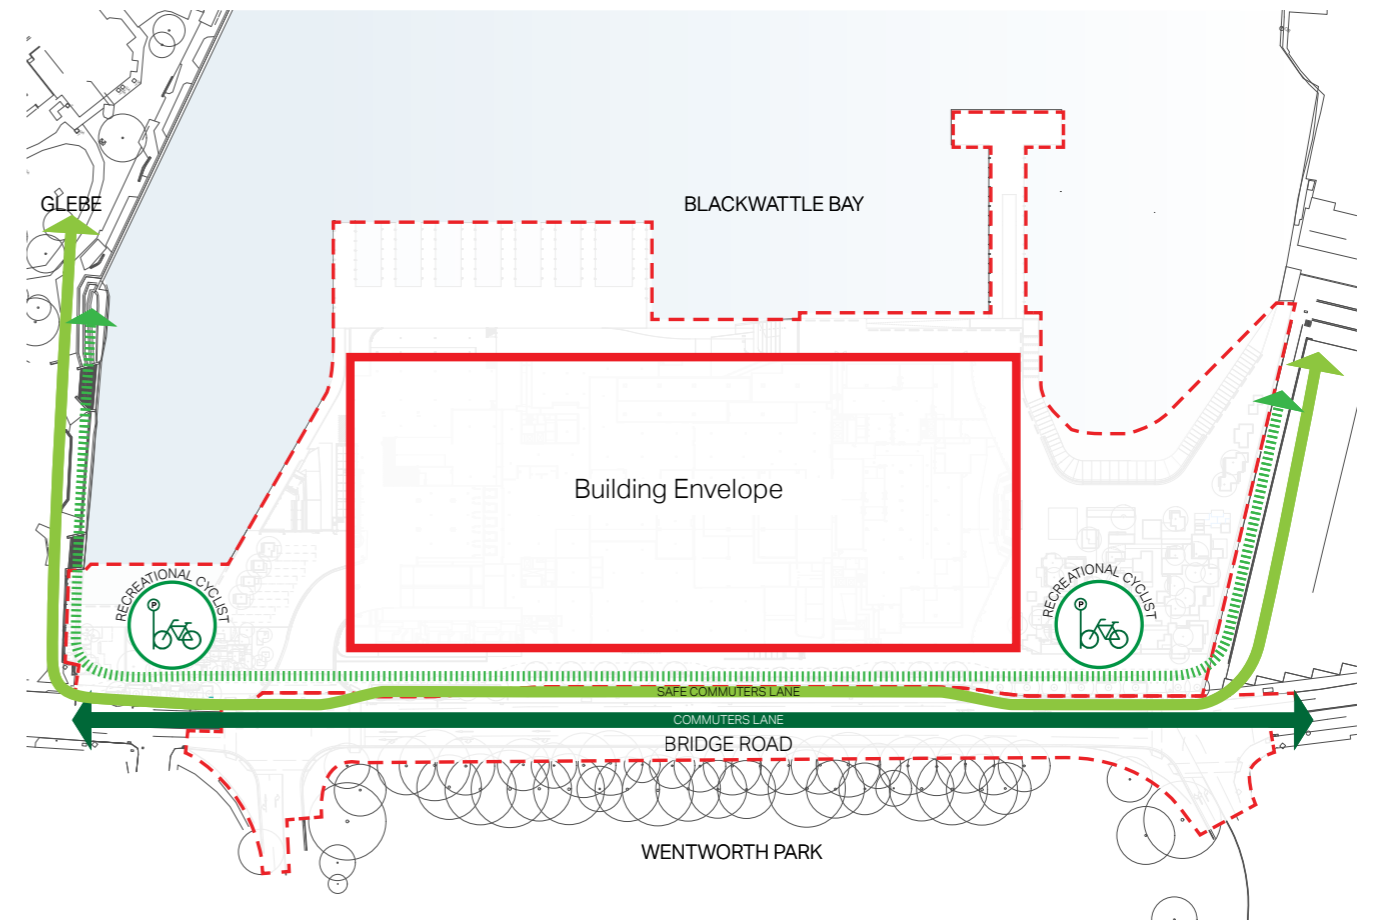 GLEBE
BLACKWATTLE BAY
Building Envelope
RECREATIONAL CYCLIST
P
RECREATIONAL CYCLIST
P
SAFE COMMUTERS LANE
COMMUTERS LANE
BRIDGE ROAD
WENTWORTH PARK